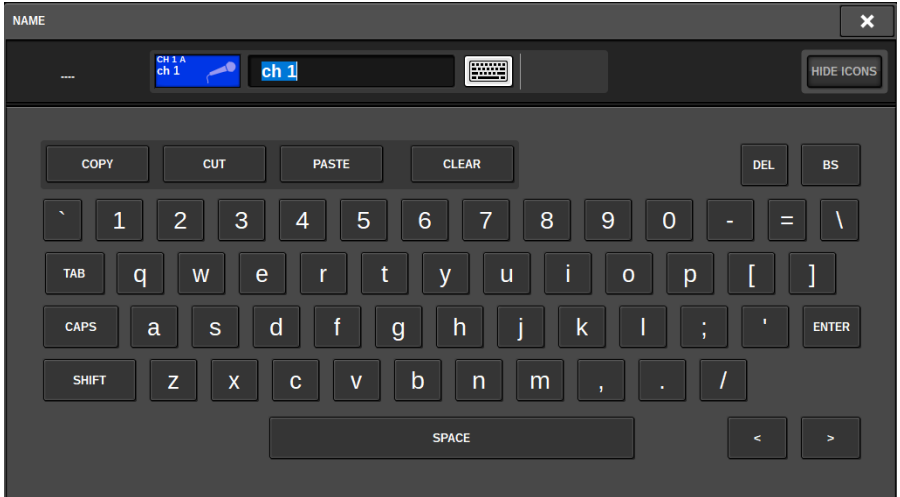 NAME ×
---- CH 1 A
ch 1 ch 1 HIDE ICONS
COPY CUT PASTE CLEAR DEL BS
` 1 2 3 4 5 6 7 8 9 0 - = \
TAB q w e r t y u i o p [ ]
CAPS a s d f g h j k l ; ' ENTER
SHIFT z x c v b n m , . /
SPACE < >